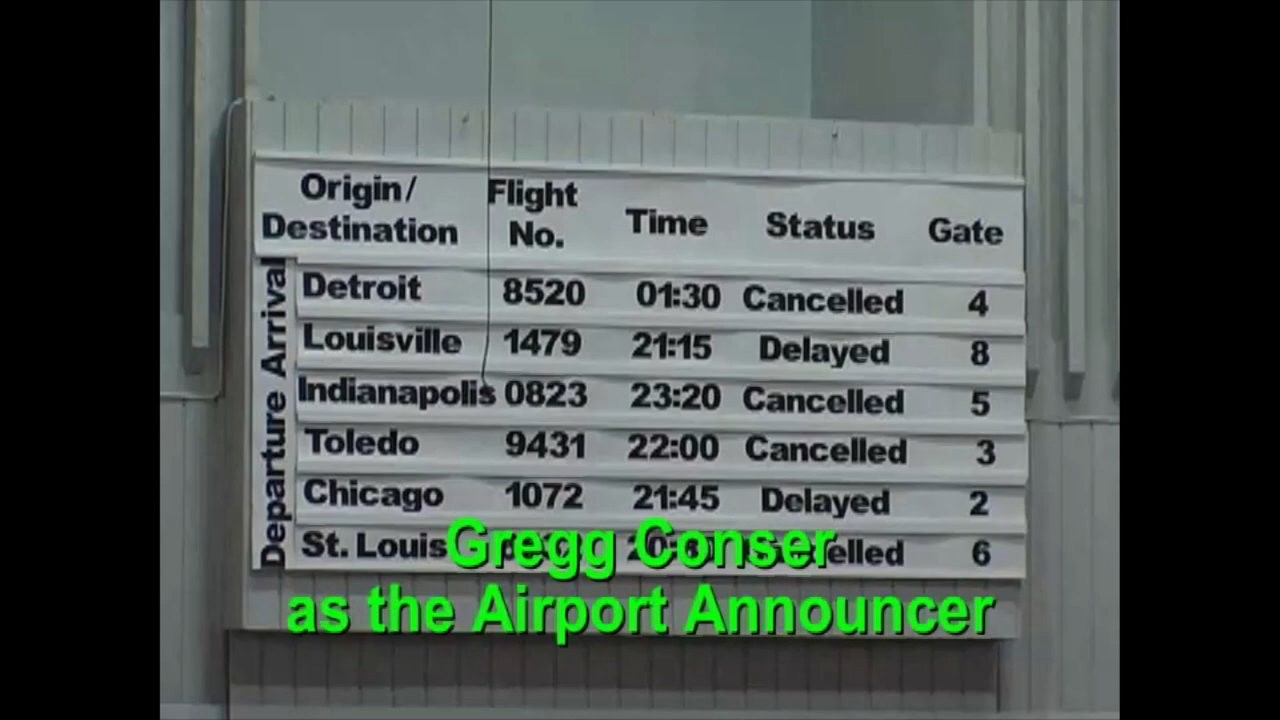 Origin/ Flight
Destination No. Time Status Gate
Arrival
Departure
Detroit 8520 01:30 Cancelled 4
Louisville 1479 21:15 Delayed 8
Indianapolis 0823 23:20 Cancelled 5
Toledo 9431 22:00 Cancelled 3
Chicago 1072 21:45 Delayed 2
St. Louis Cancelled 6
Gregg Conser
as the Airport Announcer